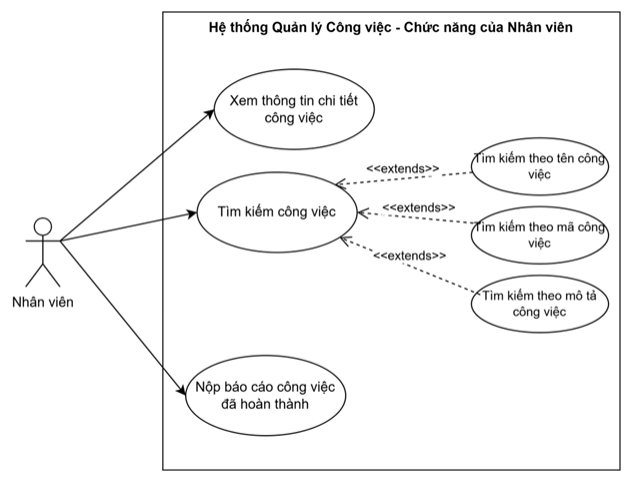 Hệ thống Quản lý Công việc - Chức năng của Nhân viên
Xem thông tin chi tiết
công việc
<<extends>>
Tìm kiếm theo tên công
việc
Tìm kiếm công việc
<<extends>>
Tìm kiếm theo mã công
việc
<<extends>>
Tìm kiếm theo mô tả
công việc
Nhân viên
Nộp báo cáo công việc
đã hoàn thành